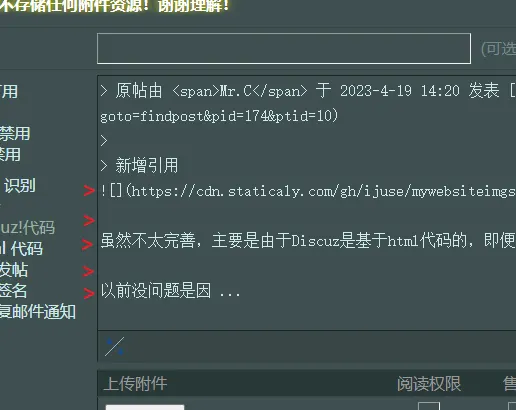 不存储任何附件资源！谢谢理解！
(可选
用
禁用
禁用
识别
uz!代码
ml 代码
发帖
签名
复邮件通知
> 原帖由 <span>Mr.C</span> 于 2023-4-19 14:20 发表 [
goto=findpost&pid=174&ptid=10)
>
> 新增引用
> ![](https://cdn.staticaly.com/gh/ijuse/mywebsiteimgs
>
> 虽然不太完善，主要是由于Discuz是基于html代码的，即便
>
> 以前没问题是因 ...
上传附件
阅读权限
售